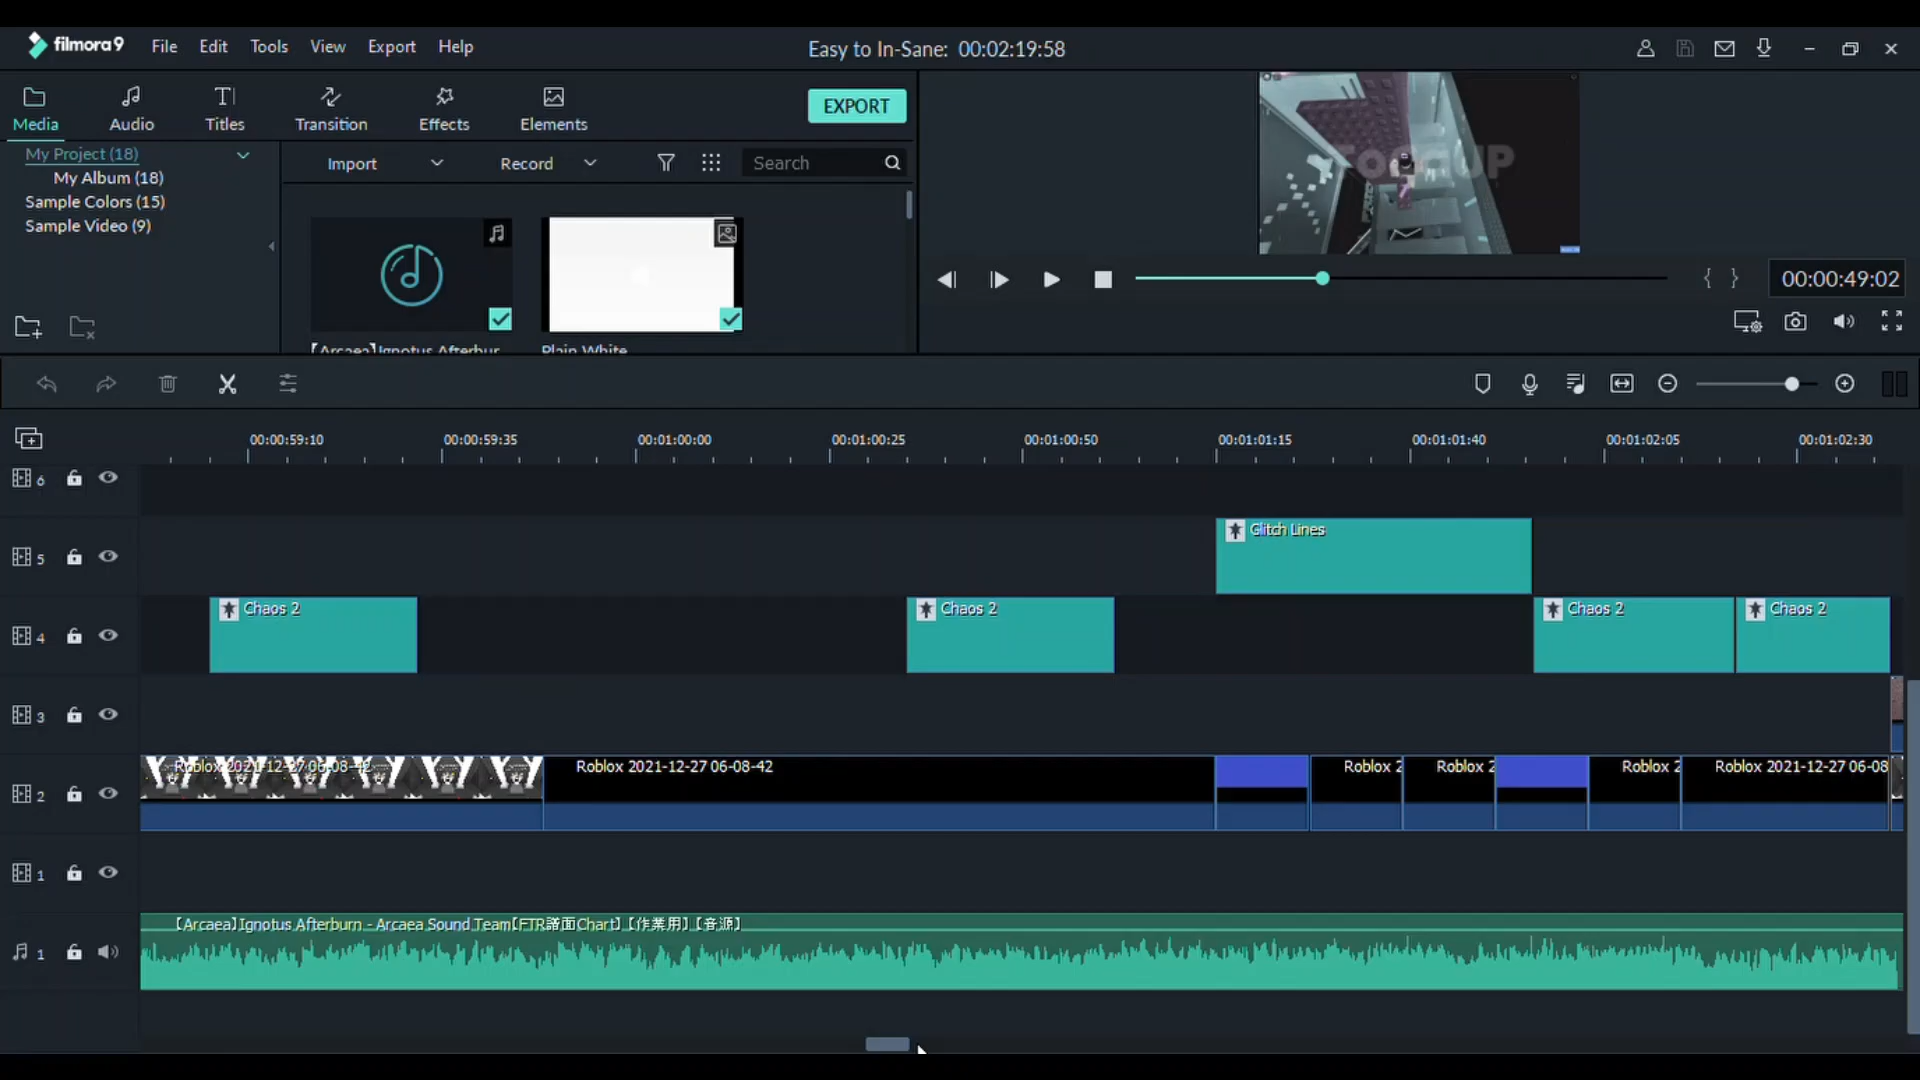 filmora9 File Edit Tools View Export Help Easy to In-Sane: 00:02:19:58
Media Audio Titles Transition Effects Elements EXPORT
My Project (18)
My Album (18)
Sample Colors (15)
Sample Video (9)
Import Record Search
【Arcaea】Ignotus Afterbur
Plain White
00:00:49:02
00:00:59:10 00:00:59:35 00:01:00:00 00:01:00:25 00:01:00:50 00:01:01:15 00:01:01:40 00:01:02:05 00:01:02:30
6
5 Glitch Lines
4 Chaos 2 Chaos 2 Chaos 2 Chaos 2
3
2 Roblox 2021-12-27 06-08-42 Roblox 2021-12-27 06-08-42 Roblox 2 Roblox 2 Roblox 2 Roblox 2021-12-27 06-08
1
1 【Arcaea】Ignotus Afterburn - Arcaea Sound Team【FTR譜面Chart】【作業用】【音源】